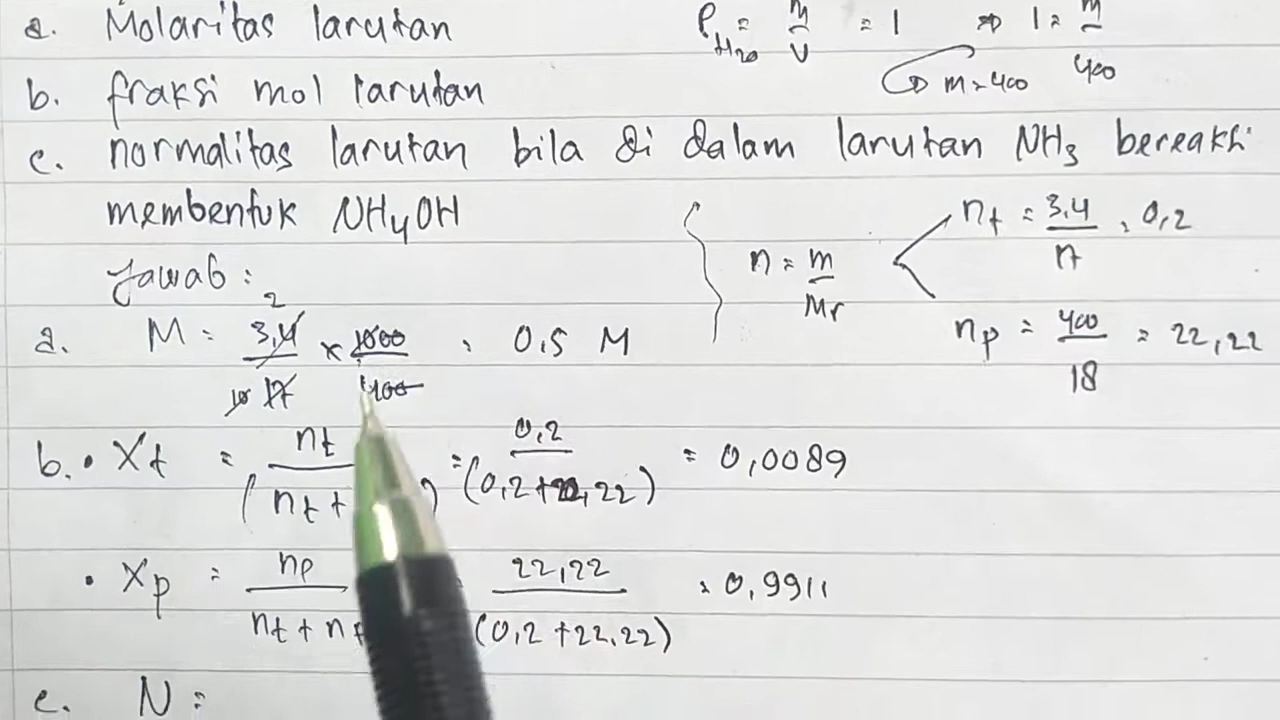 a. Molaritas larutan
ρH₂O = m/V = 1 ⇒ 1 = m/400
m = 400
b. fraksi mol larutan
c. normalitas larutan bila di dalam larutan NH₃ bereaksi
membentuk NH₄OH
Jawab :
n = m/Mr
nt = 3,4/17 = 0,2
np = 400/18 = 22,22
a. M = 3,4/17 × 1000/400 = 0,5 M
2
10
b. • Xt = nt/(nt + ) = 0,2/(0,2+22,22) = 0,0089
• Xp = np/nt + n = 22,22/(0,2+22,22) = 0,9911
c. N =